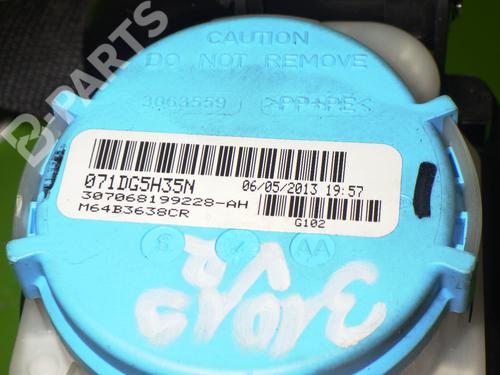 CAUTION
DO NOT REMOVE
3063559 >PP+PE<
071DG5H35N 06/05/2013 19:57
307068199228-AH
M64B3638CR G102
AA
VR
B-PARTS